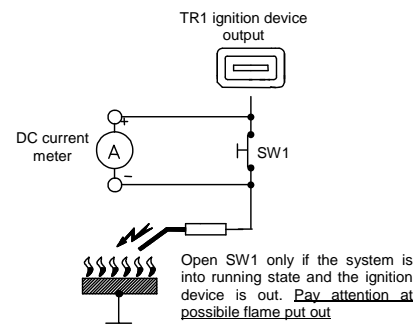 TR1 ignition device
output
+
DC current
meter
A
SW1
−
Open SW1 only if the system is
into running state and the ignition
device is out. Pay attention at
possibile flame put out